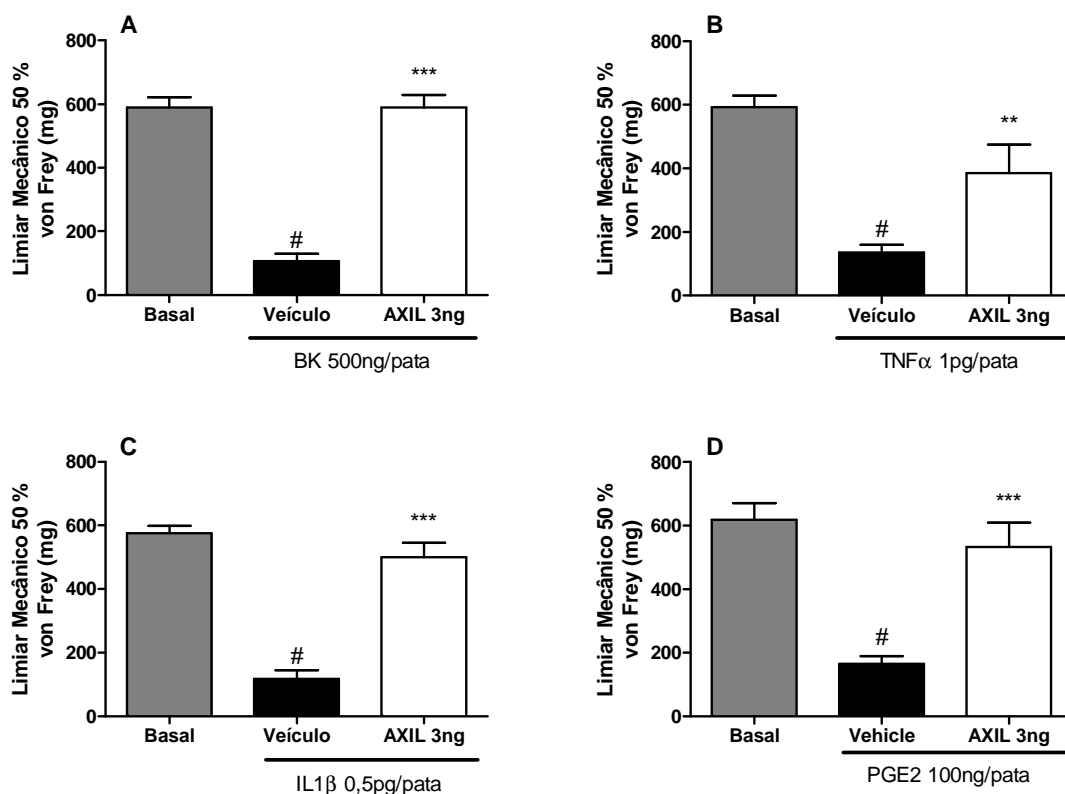 A
Limiar Mecânico 50 %
von Frey (mg)
800
600
400
200
0
***
#
Basal
Veículo
AXIL 3ng
BK 500ng/pata
B
Limiar Mecânico 50 %
von Frey (mg)
800
600
400
200
0
**
#
Basal
Veículo
AXIL 3ng
TNFα 1pg/pata
C
Limiar Mecânico 50 %
von Frey (mg)
800
600
400
200
0
***
#
Basal
Veículo
AXIL 3ng
IL1β 0,5pg/pata
D
Limiar Mecânico 50 %
von Frey (mg)
800
600
400
200
0
***
#
Basal
Vehicle
AXIL 3ng
PGE2 100ng/pata